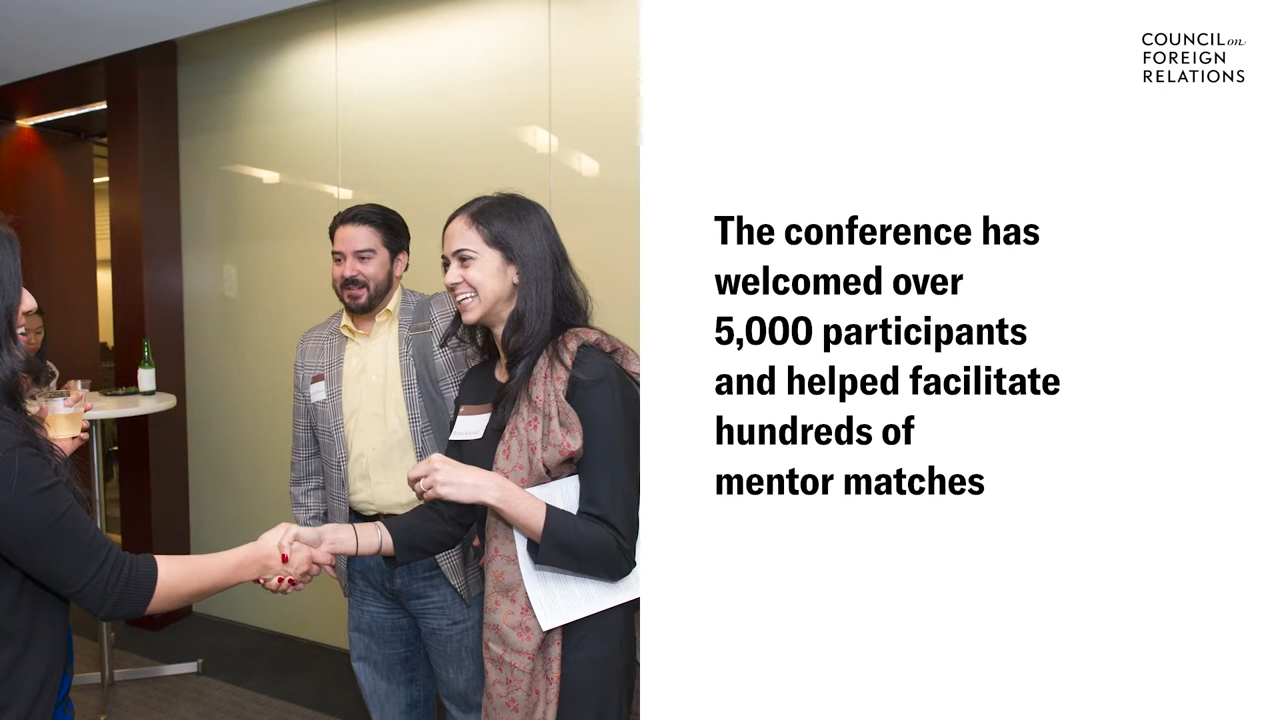 COUNCIL on
FOREIGN
RELATIONS
The conference has
welcomed over
5,000 participants
and helped facilitate
hundreds of
mentor matches